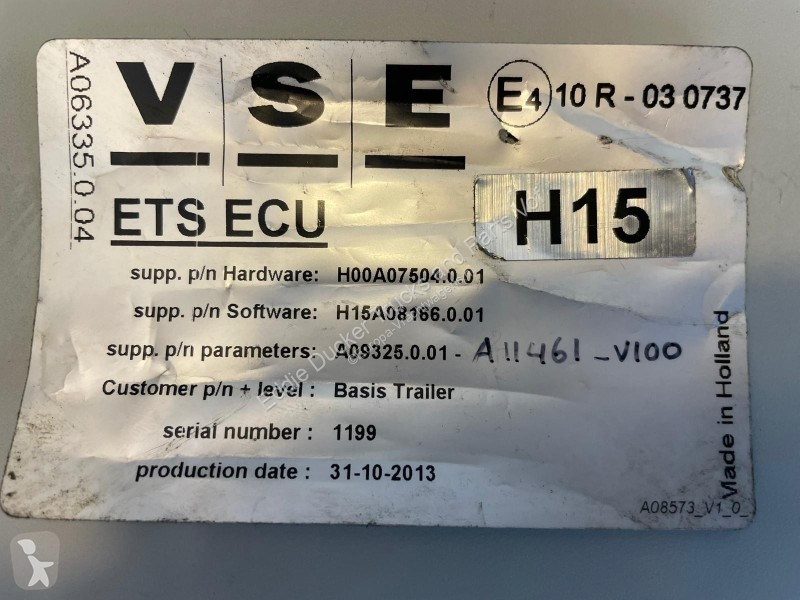 A06335.0.04
VSE
E4 10 R - 03 0737
ETS ECU
H15
supp. p/n Hardware: H00A07504.0.01
supp. p/n Software: H15A08166.0.01
supp. p/n parameters: A09325.0.01 - A11461-V100
Customer p/n + level : Basis Trailer
serial number : 1199
production date : 31-10-2013
Made in Holland
A08573_V1_0_